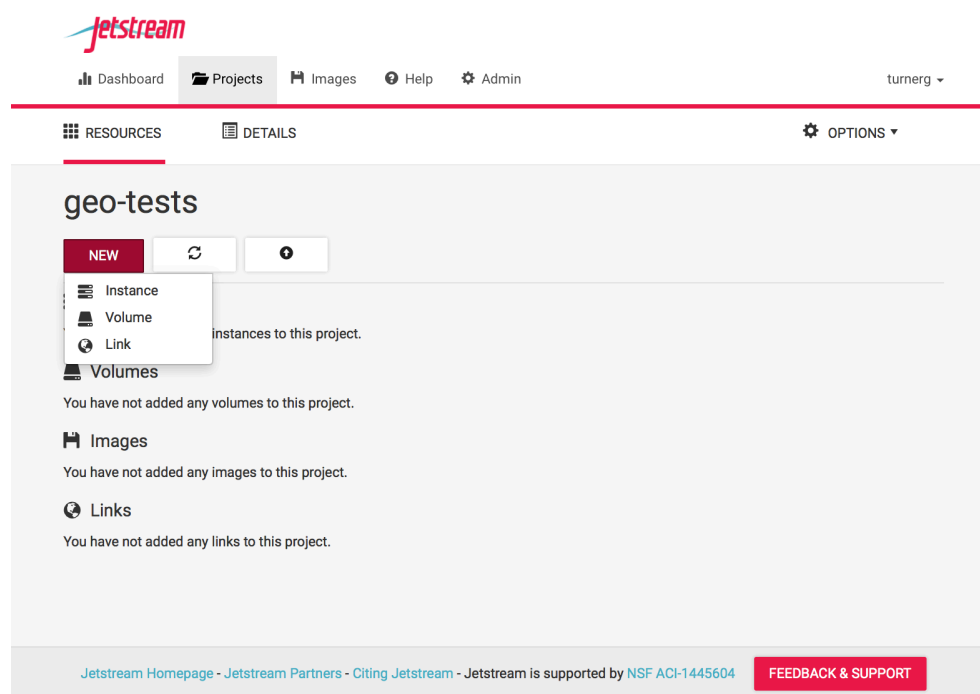 Jetstream
Dashboard Projects Images Help Admin turnerg
RESOURCES DETAILS OPTIONS
geo-tests
NEW
Instance
Volume
Link
instances to this project.
Volumes
You have not added any volumes to this project.
Images
You have not added any images to this project.
Links
You have not added any links to this project.
Jetstream Homepage - Jetstream Partners - Citing Jetstream - Jetstream is supported by NSF ACI-1445604 FEEDBACK & SUPPORT